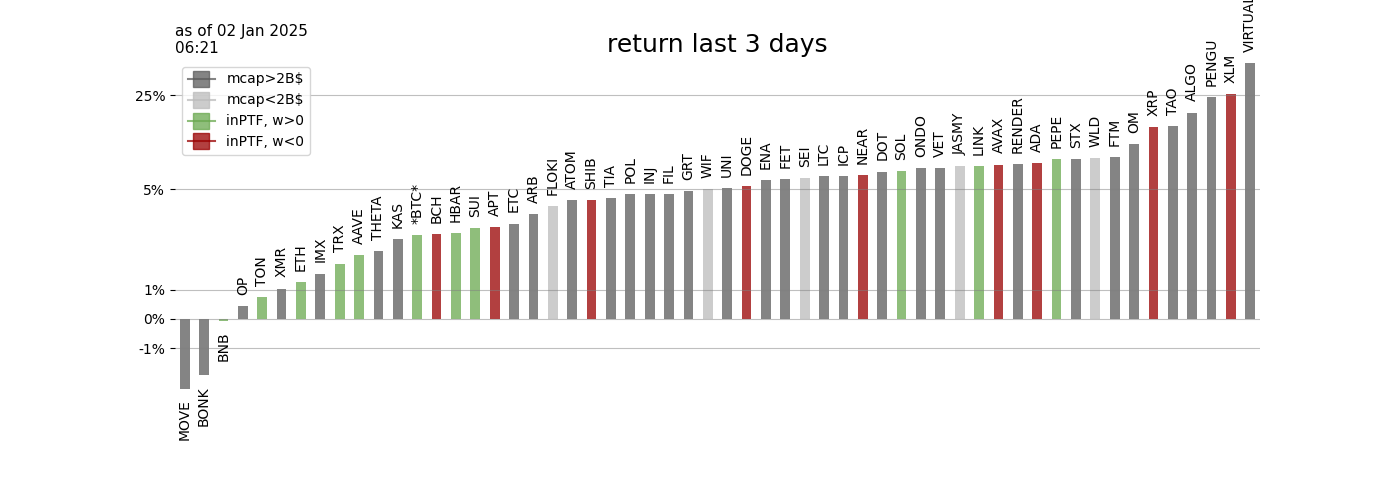 as of 02 Jan 2025
06:21
return last 3 days
mcap>2B$
mcap<2B$
inPTF, w>0
inPTF, w<0
25%
5%
1%
0%
-1%
MOVE
BONK
BNB
OP
TON
XMR
ETH
IMX
TRX
AAVE
THETA
KAS
*BTC*
BCH
HBAR
SUI
APT
ETC
ARB
FLOKI
ATOM
SHIB
TIA
POL
INJ
FIL
GRT
WIF
UNI
DOGE
ENA
FET
SEI
LTC
ICP
NEAR
DOT
SOL
ONDO
VET
JASMY
LINK
AVAX
RENDER
ADA
PEPE
STX
WLD
FTM
OM
XRP
TAO
ALGO
PENGU
XLM
VIRTUAL